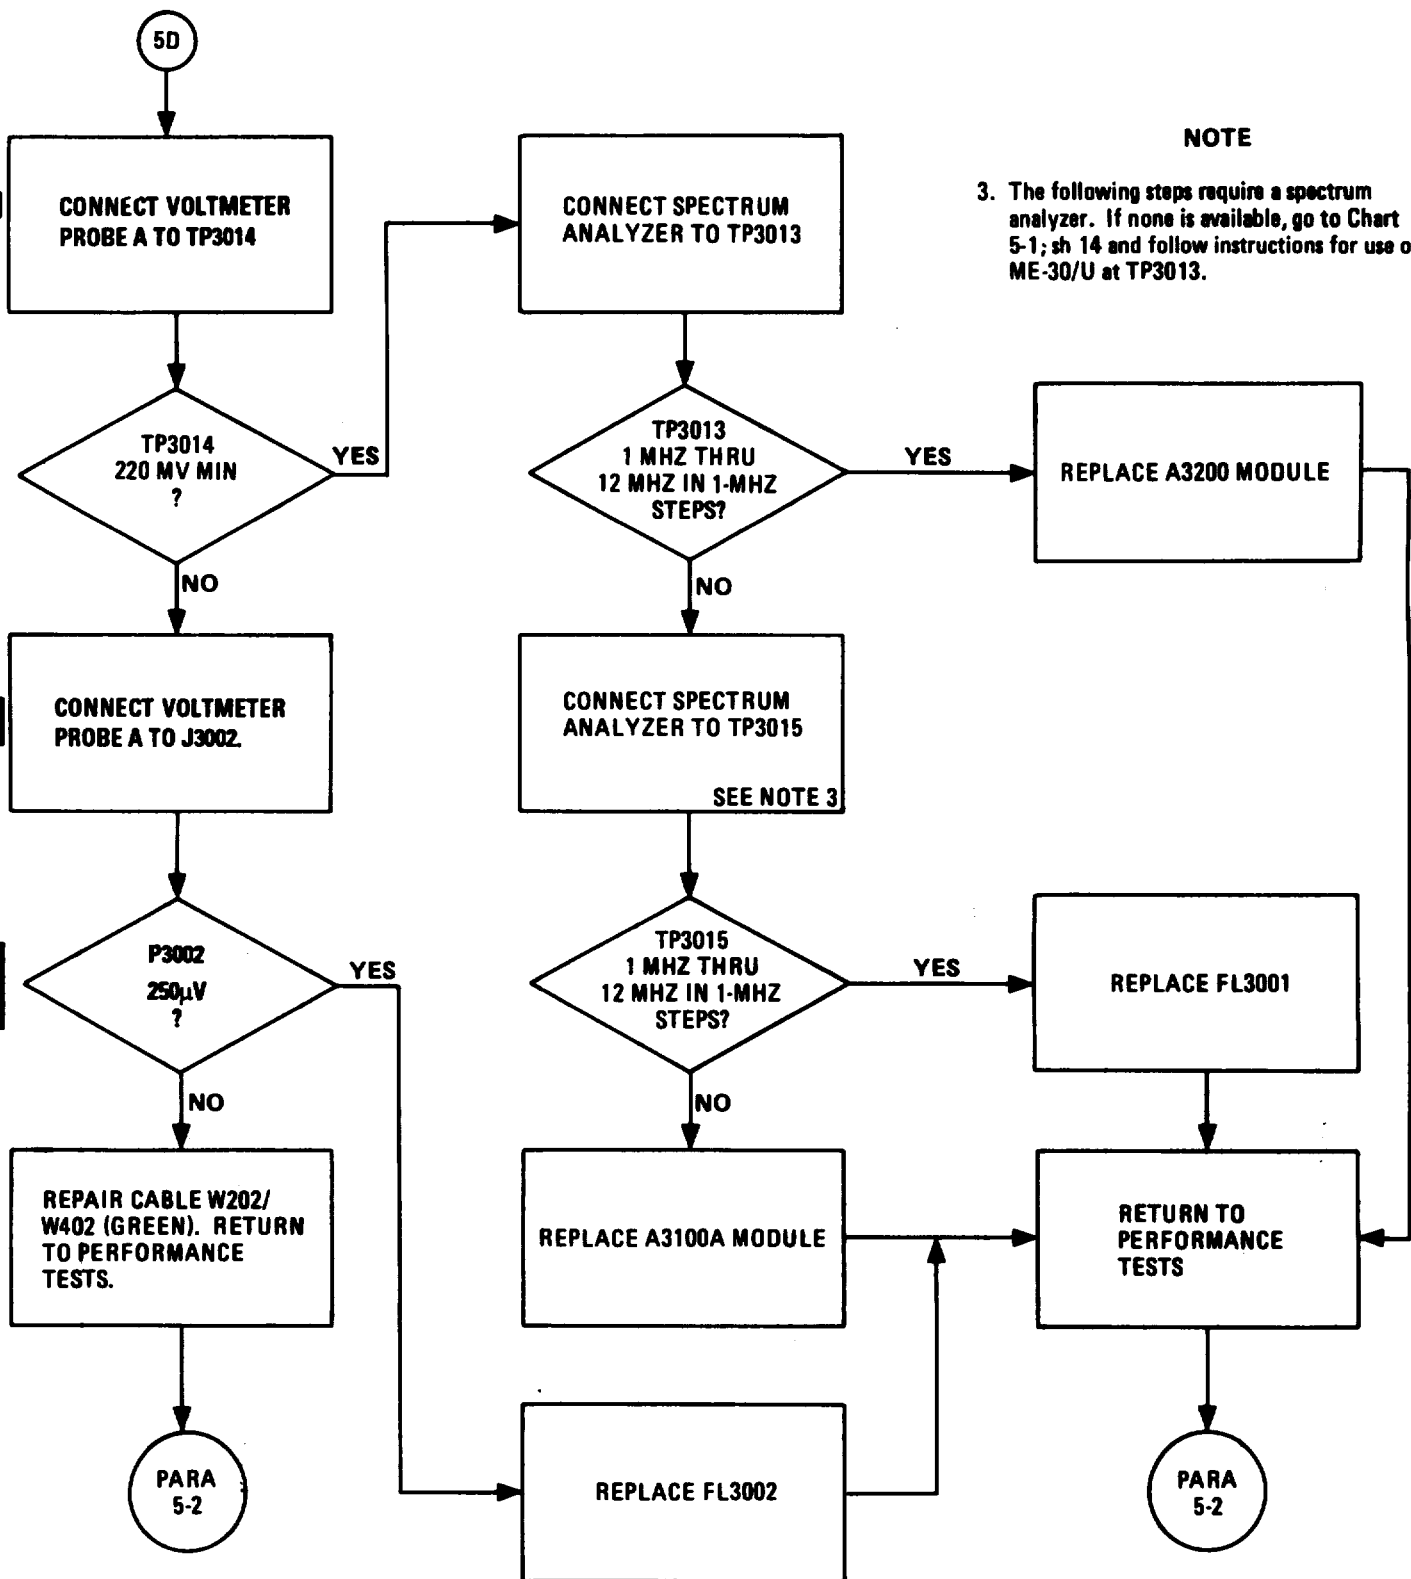 5D
CONNECT VOLTMETER
PROBE A TO TP3014
TP3014
220 MV MIN
?
YES
NO
CONNECT VOLTMETER
PROBE A TO J3002.
P3002
250µV
?
YES
NO
REPAIR CABLE W202/
W402 (GREEN). RETURN
TO PERFORMANCE
TESTS.
PARA
5-2
CONNECT SPECTRUM
ANALYZER TO TP3013
TP3013
1 MHZ THRU
12 MHZ IN 1-MHZ
STEPS?
YES
NO
CONNECT SPECTRUM
ANALYZER TO TP3015
SEE NOTE 3
TP3015
1 MHZ THRU
12 MHZ IN 1-MHZ
STEPS?
YES
NO
REPLACE A3100A MODULE
REPLACE FL3002
NOTE
3. The following steps require a spectrum
analyzer. If none is available, go to Chart
5-1; sh 14 and follow instructions for use o
ME-30/U at TP3013.
REPLACE A3200 MODULE
REPLACE FL3001
RETURN TO
PERFORMANCE
TESTS
PARA
5-2